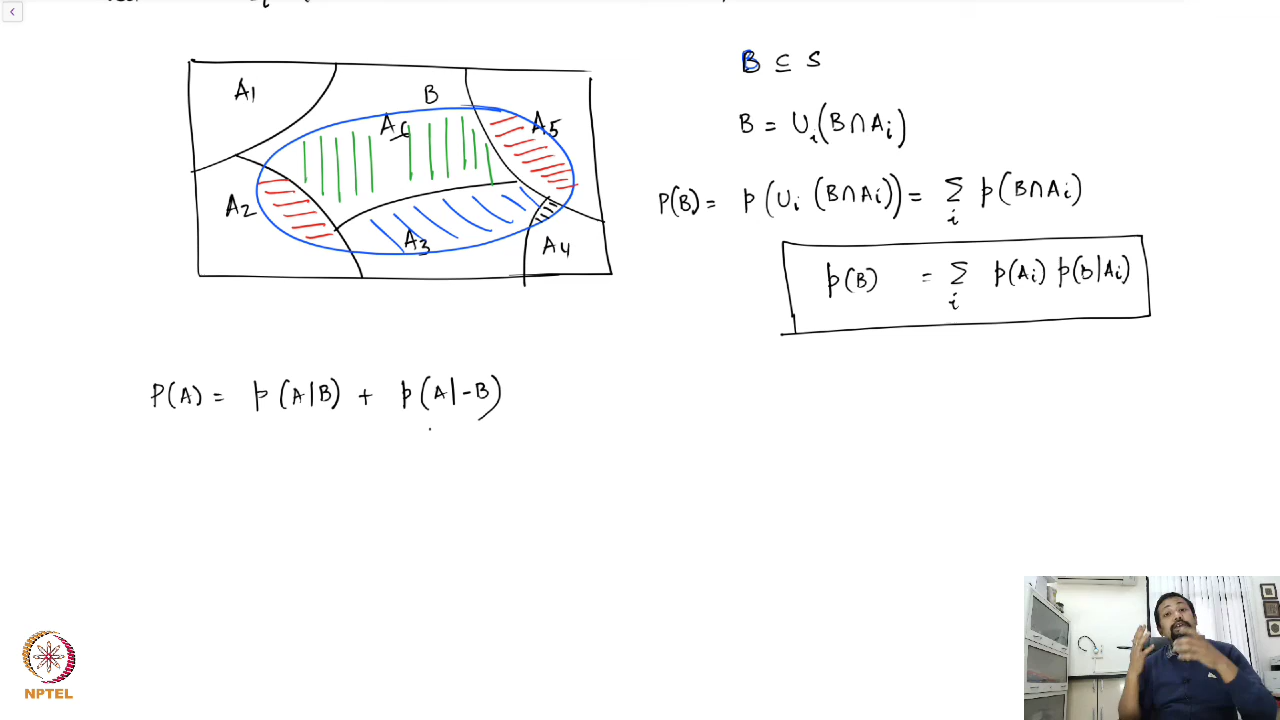 A1
B
A6
A5
A2
A3
A4
B ⊆ S
B = ∪i(B∩Ai)
P(B) = p(∪i (B∩Ai)) = Σi p(B∩Ai)
p(B) = Σi p(Ai) p(B|Ai)
P(A) = p(A|B) + p(A|-B)
NPTEL